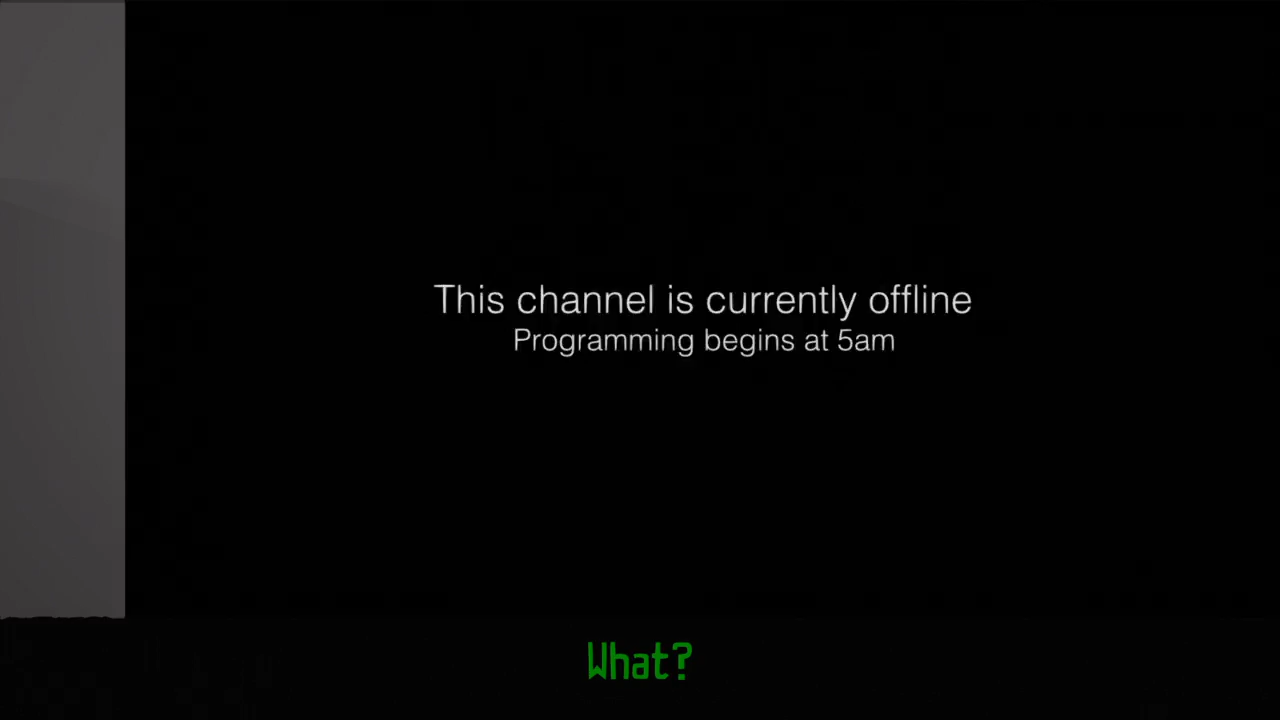 This channel is currently offline
Programming begins at 5am
What?